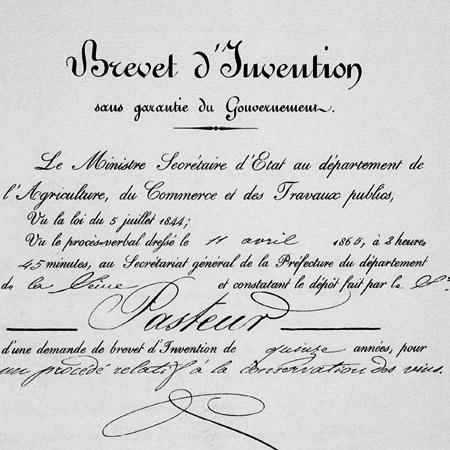 Brevet d'Invention
sans garantie du Gouvernement.
Le Ministre Secrétaire d'Etat au département de
l'Agriculture, du Commerce et des Travaux publics,
Vu la loi du 5 juillet 1844;
Vu le procès-verbal dressé le 11 avril 1865, à 2 heures
45 minutes, au Secrétariat général de la Préfecture du département
de la Seine et constatant le dépôt fait par le Sr.
Pasteur
d'une demande de brevet d'Invention de quinze années, pour
un procédé relatif à la conservation des vins.